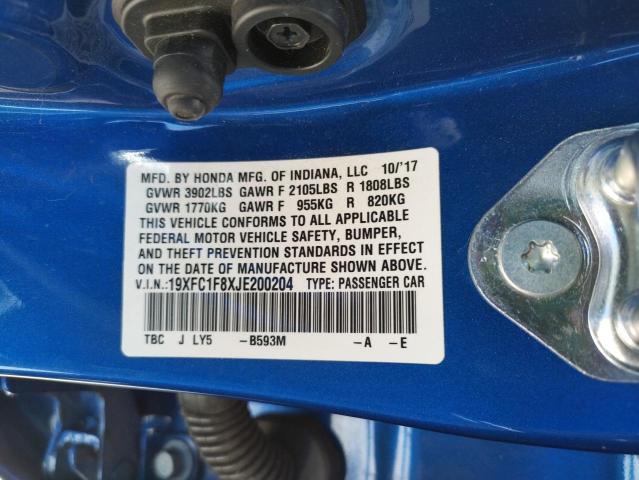 MFD. BY HONDA MFG. OF INDIANA, LLC 10/'17
GVWR 3902LBS GAWR F 2105LBS R 1808LBS
GVWR 1770KG GAWR F 955KG R 820KG
THIS VEHICLE CONFORMS TO ALL APPLICABLE
FEDERAL MOTOR VEHICLE SAFETY, BUMPER,
AND THEFT PREVENTION STANDARDS IN EFFECT
ON THE DATE OF MANUFACTURE SHOWN ABOVE.
V.I.N.:19XFC1F8XJE200204 TYPE: PASSENGER CAR
TBC J LY5 -B593M -A -E